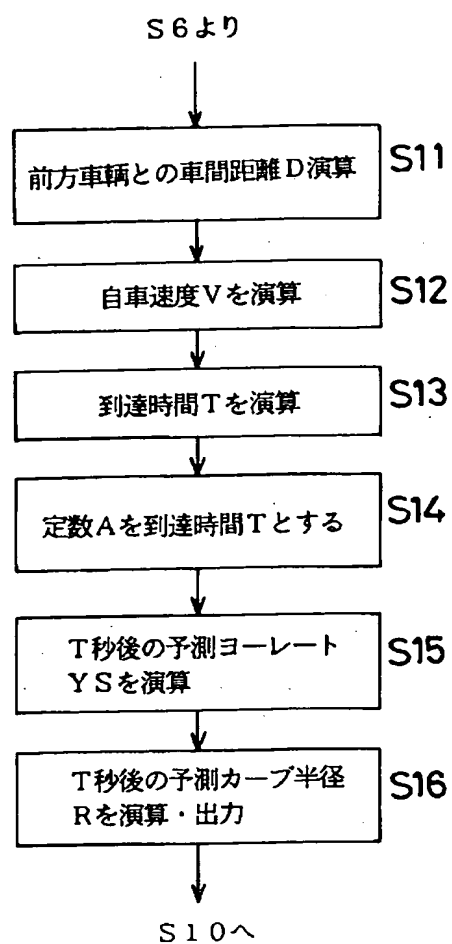 S6より
前方車輌との車間距離D演算
S11
自車速度Vを演算
S12
到達時間Tを演算
S13
定数Aを到達時間Tとする
S14
T秒後の予測ヨーレート
YSを演算
S15
T秒後の予測カーブ半径
Rを演算・出力
S16
S10へ